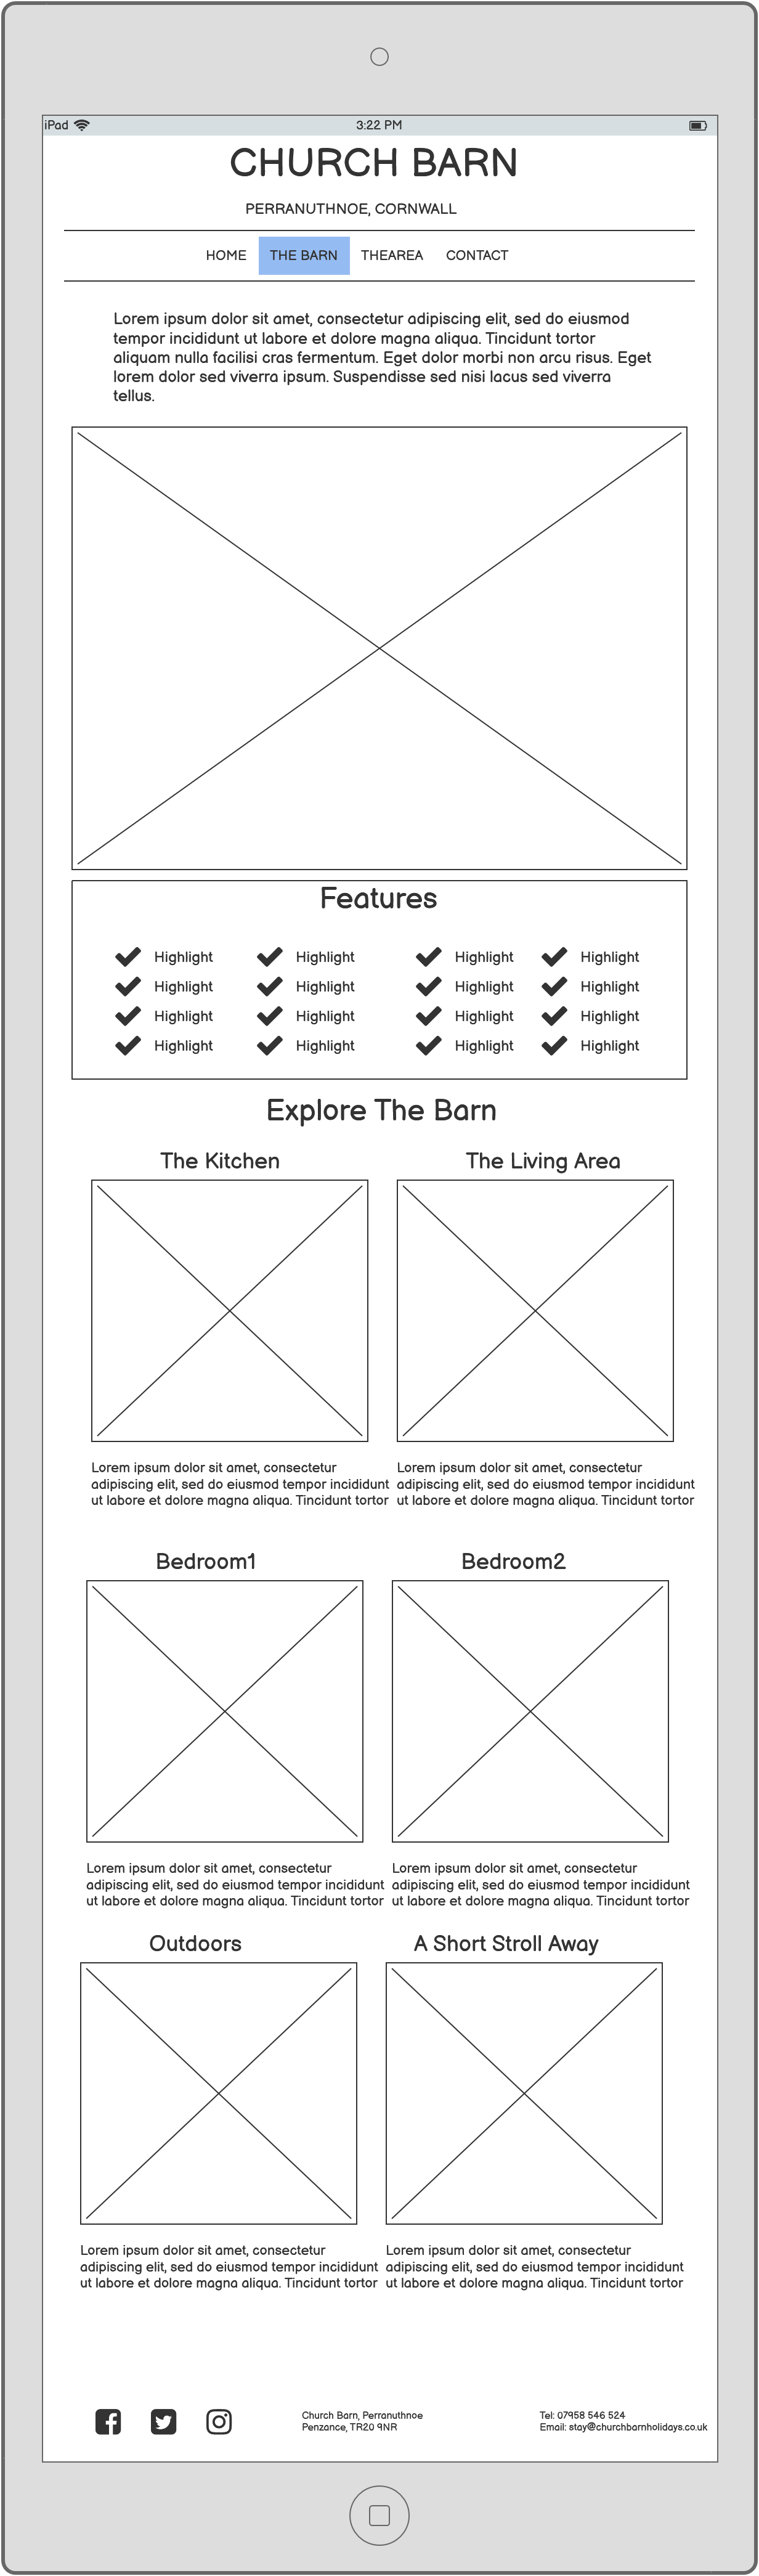 iPad 3:22 PM
CHURCH BARN
PERRANUTHNOE, CORNWALL
HOME THE BARN THEAREA CONTACT
Lorem ipsum dolor sit amet, consectetur adipiscing elit, sed do eiusmod
tempor incididunt ut labore et dolore magna aliqua. Tincidunt tortor
aliquam nulla facilisi cras fermentum. Eget dolor morbi non arcu risus. Eget
lorem dolor sed viverra ipsum. Suspendisse sed nisi lacus sed viverra
tellus.
Features
Highlight Highlight Highlight Highlight
Highlight Highlight Highlight Highlight
Highlight Highlight Highlight Highlight
Highlight Highlight Highlight Highlight
Explore The Barn
The Kitchen
Lorem ipsum dolor sit amet, consectetur
adipiscing elit, sed do eiusmod tempor incididunt
ut labore et dolore magna aliqua. Tincidunt tortor
The Living Area
Lorem ipsum dolor sit amet, consectetur
adipiscing elit, sed do eiusmod tempor incididunt
ut labore et dolore magna aliqua. Tincidunt tortor
Bedroom1
Lorem ipsum dolor sit amet, consectetur
adipiscing elit, sed do eiusmod tempor incididunt
ut labore et dolore magna aliqua. Tincidunt tortor
Bedroom2
Lorem ipsum dolor sit amet, consectetur
adipiscing elit, sed do eiusmod tempor incididunt
ut labore et dolore magna aliqua. Tincidunt tortor
Outdoors
Lorem ipsum dolor sit amet, consectetur
adipiscing elit, sed do eiusmod tempor incididunt
ut labore et dolore magna aliqua. Tincidunt tortor
A Short Stroll Away
Lorem ipsum dolor sit amet, consectetur
adipiscing elit, sed do eiusmod tempor incididunt
ut labore et dolore magna aliqua. Tincidunt tortor
Church Barn, Perranuthnoe
Penzance, TR20 9NR
Tel: 07958 546 524
Email: stay@churchbarnholidays.co.uk